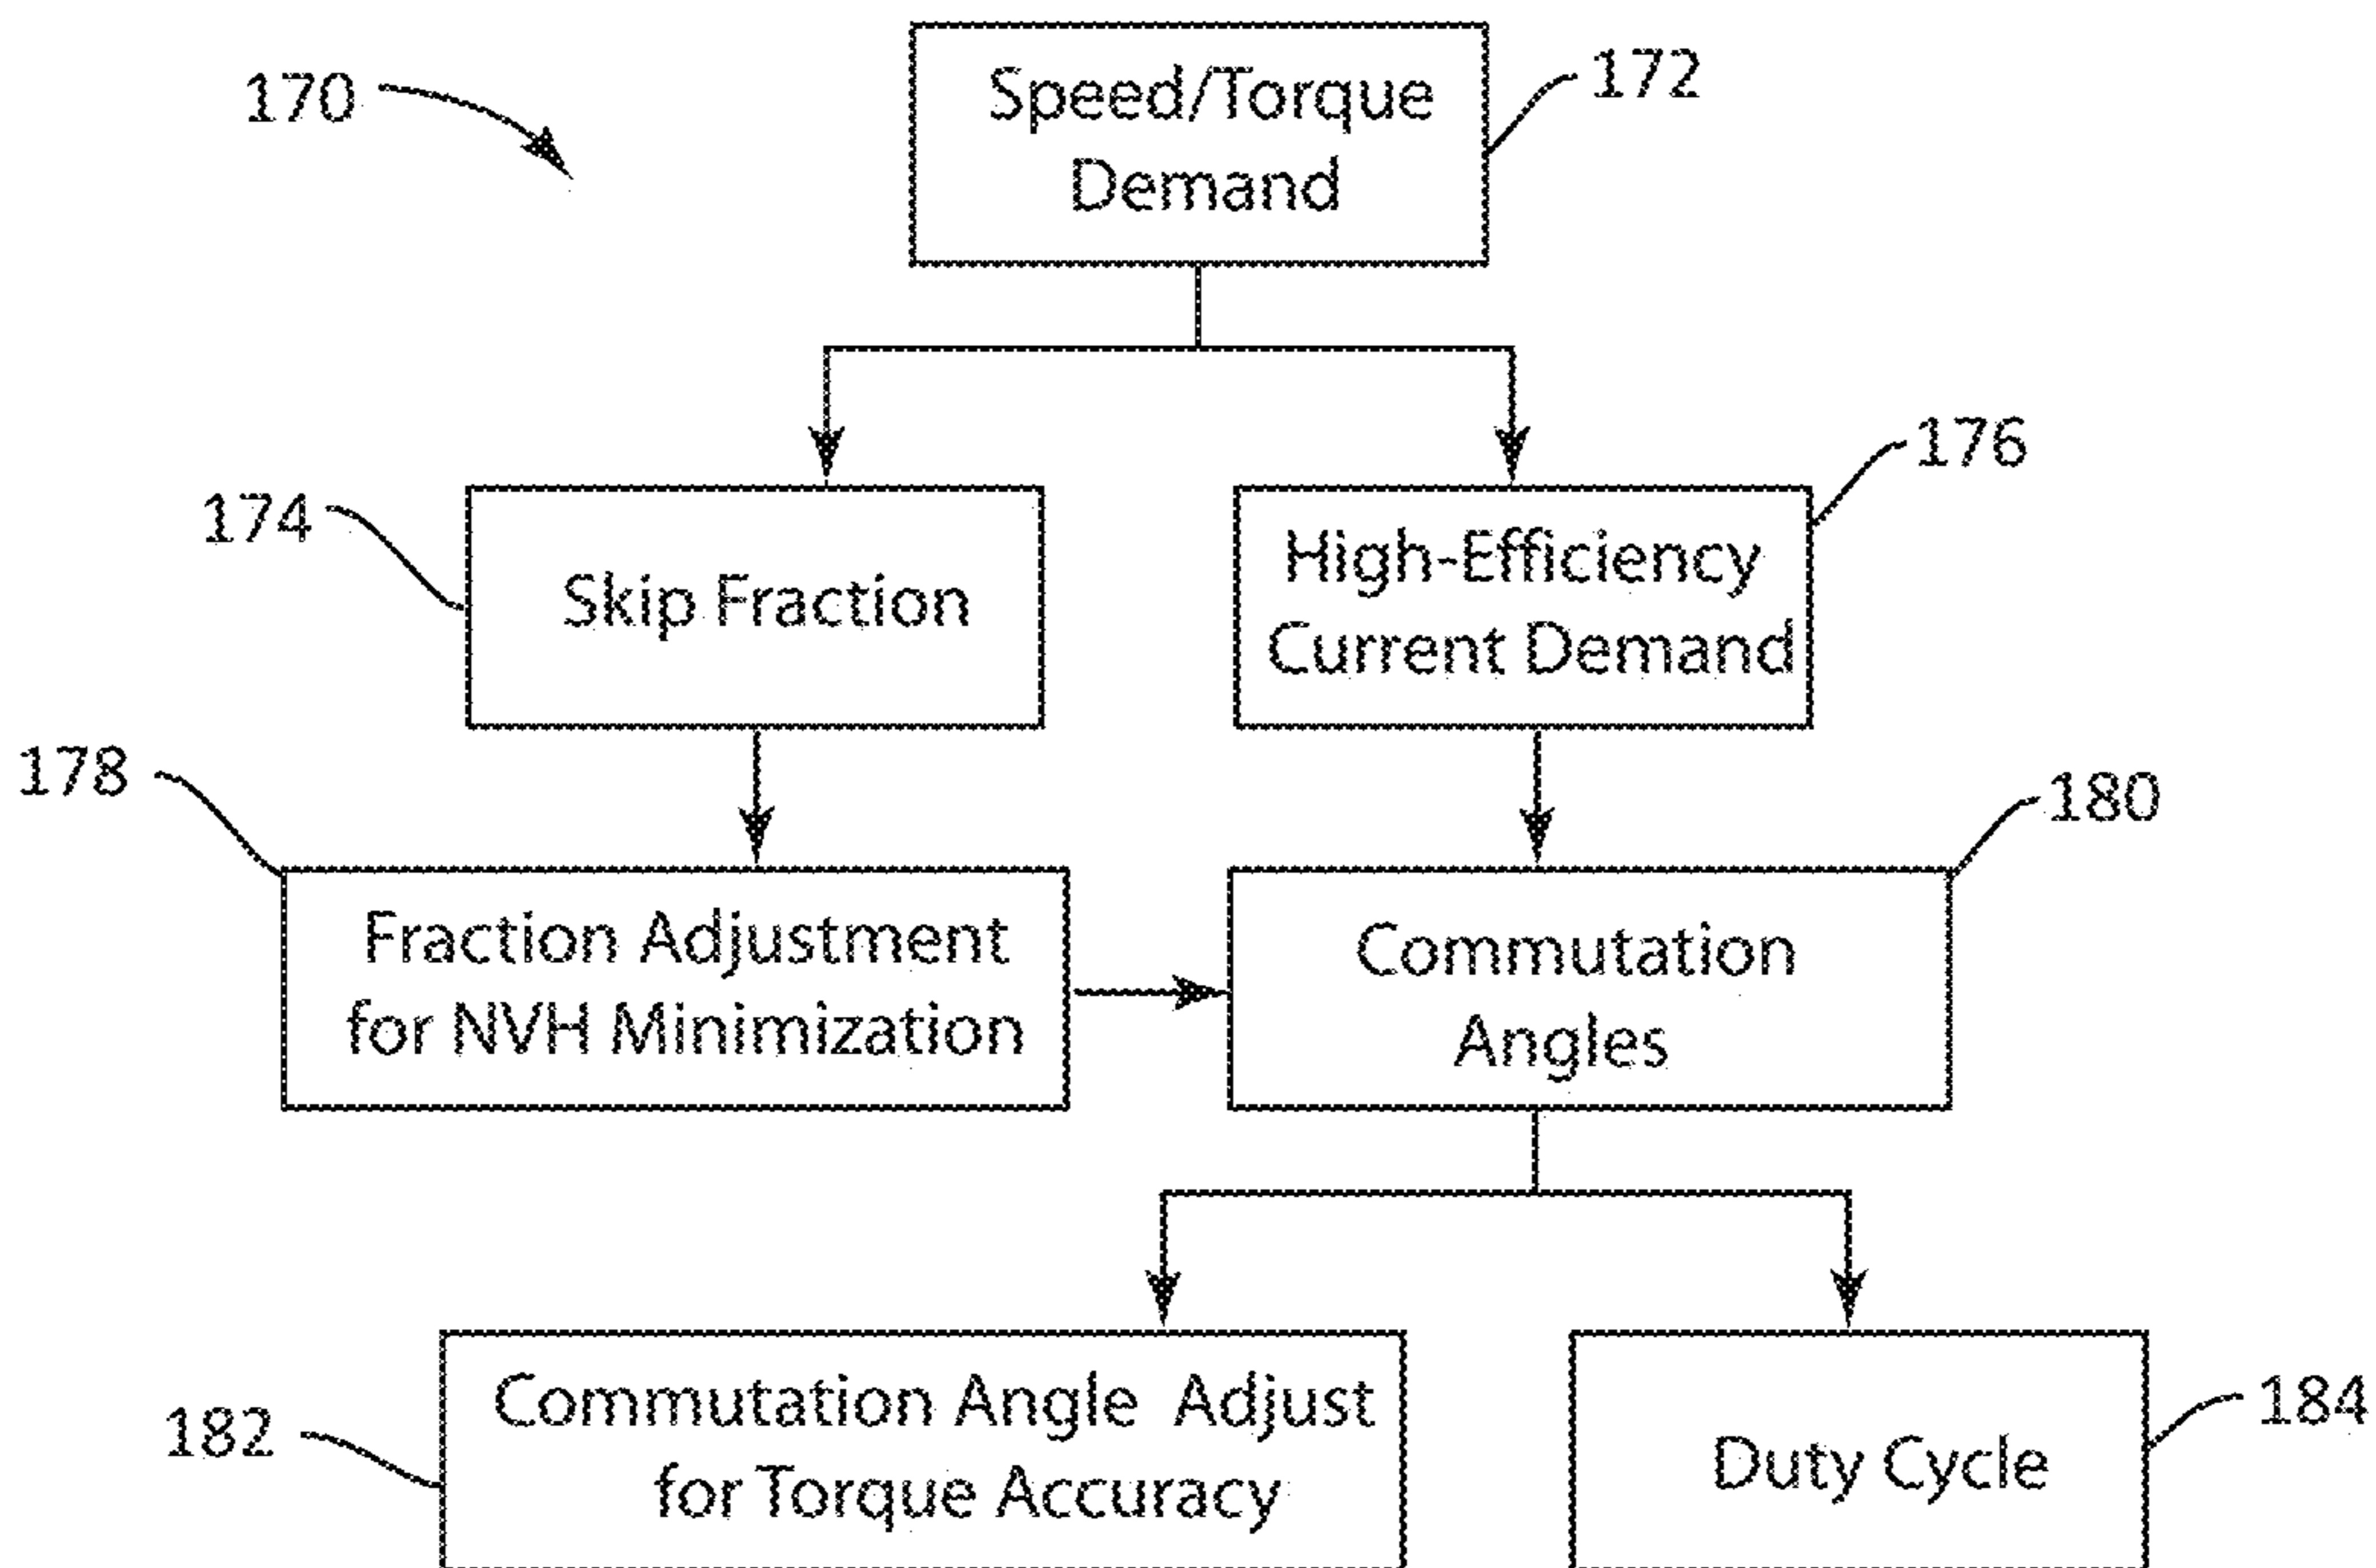 170
Speed/Torque
Demand
172
174
Skip Fraction
High-Efficiency
Current Demand
176
178
Fraction Adjustment
for NVH Minimization
Commutation
Angles
180
182
Commutation Angle Adjust
for Torque Accuracy
Duty Cycle
184